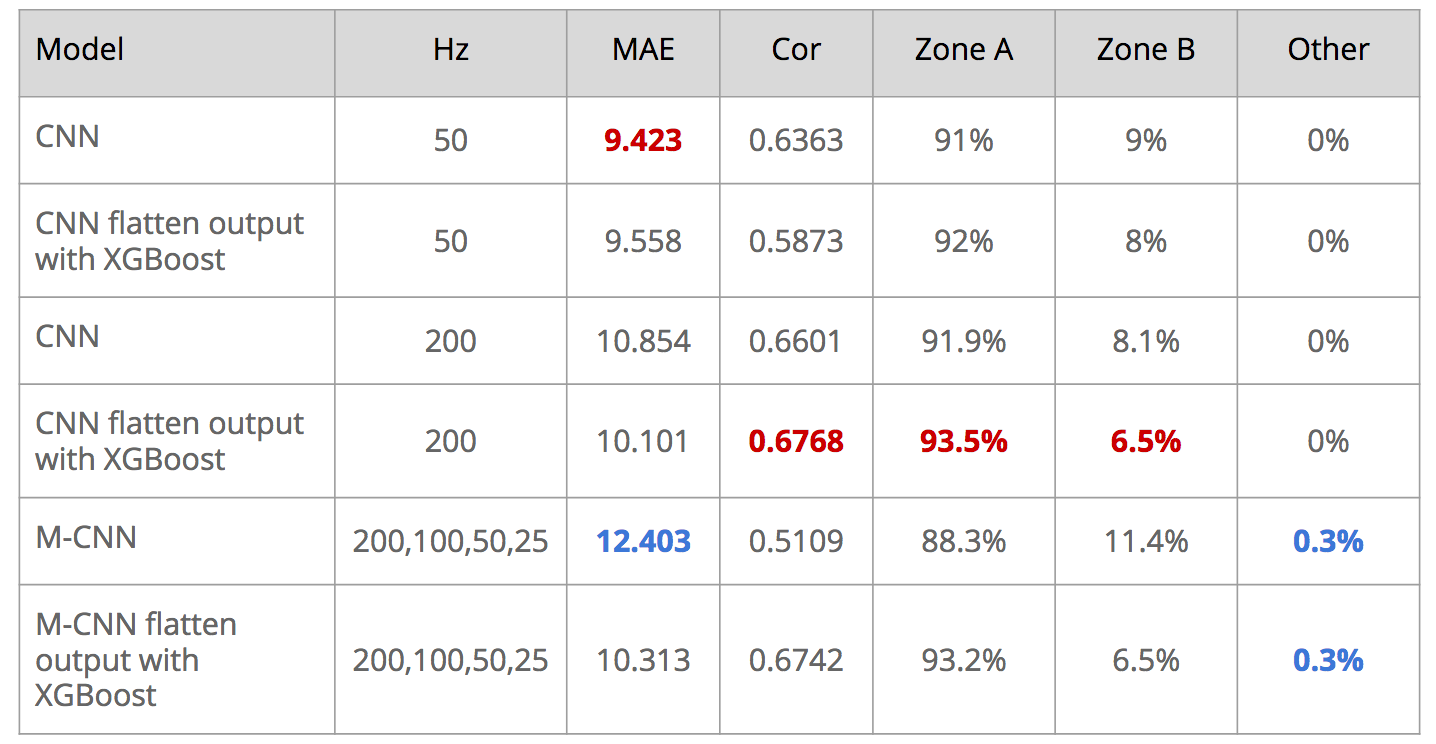 Model Hz MAE Cor Zone A Zone B Other
CNN 50 9.423 0.6363 91% 9% 0%
CNN flatten output
with XGBoost 50 9.558 0.5873 92% 8% 0%
CNN 200 10.854 0.6601 91.9% 8.1% 0%
CNN flatten output
with XGBoost 200 10.101 0.6768 93.5% 6.5% 0%
M-CNN 200,100,50,25 12.403 0.5109 88.3% 11.4% 0.3%
M-CNN flatten
output with 200,100,50,25 10.313 0.6742 93.2% 6.5% 0.3%
XGBoost